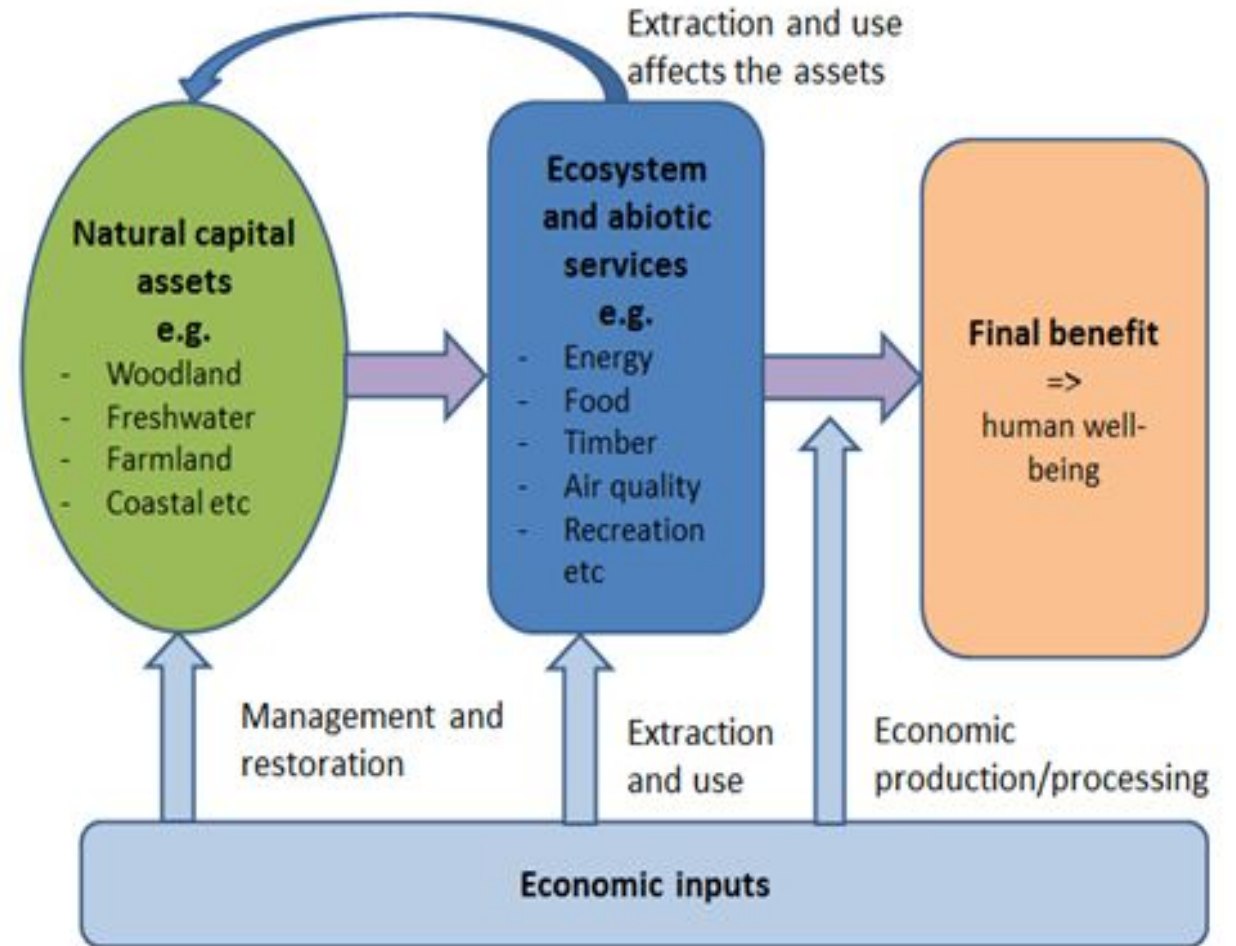 Extraction and use
affects the assets
Natural capital
assets
e.g.
- Woodland
- Freshwater
- Farmland
- Coastal etc
Ecosystem
and abiotic
services
e.g.
- Energy
- Food
- Timber
- Air quality
- Recreation
etc
Final benefit
=>
human well-
being
Management and
restoration
Extraction
and use
Economic
production/processing
Economic inputs